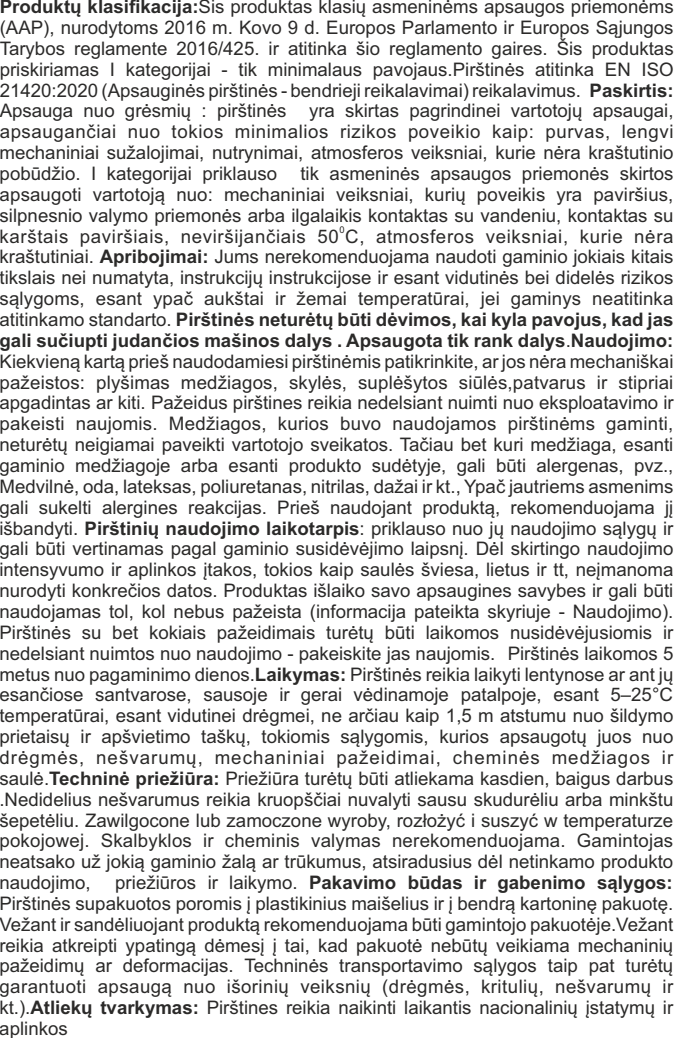 Produktų klasifikacija:Šis produktas klasių asmeninėms apsaugos priemonėms
(AAP), nurodytoms 2016 m. Kovo 9 d. Europos Parlamento ir Europos Sąjungos
Tarybos reglamente 2016/425. ir atitinka šio reglamento gaires. Šis produktas
priskiriamas I kategorijai - tik minimalaus pavojaus.Pirštinės atitinka EN ISO
21420:2020 (Apsauginės pirštinės - bendrieji reikalavimai) reikalavimus. Paskirtis:
Apsauga nuo grėsmių : pirštinės yra skirtas pagrindinei vartotojų apsaugai,
apsaugančiai nuo tokios minimalios rizikos poveikio kaip: purvas, lengvi
mechaniniai sužalojimai, nutrynimai, atmosferos veiksniai, kurie nėra kraštutinio
pobūdžio. I kategorijai priklauso tik asmeninės apsaugos priemonės skirtos
apsaugoti vartotoją nuo: mechaniniai veiksniai, kurių poveikis yra paviršius,
silpnesnio valymo priemonės arba ilgalaikis kontaktas su vandeniu, kontaktas su
karštais paviršiais, neviršijančiais 50⁰C, atmosferos veiksniai, kurie nėra
kraštutiniai. Apribojimai: Jums nerekomenduojama naudoti gaminio jokiais kitais
tikslais nei numatyta, instrukcijų instrukcijose ir esant vidutinės bei didelės rizikos
sąlygoms, esant ypač aukštai ir žemai temperatūrai, jei gaminys neatitinka
atitinkamo standarto. Pirštinės neturėtų būti dėvimos, kai kyla pavojus, kad jas
gali sučiupti judančios mašinos dalys . Apsaugota tik rank dalys.Naudojimo:
Kiekvieną kartą prieš naudodamiesi pirštinėmis patikrinkite, ar jos nėra mechaniškai
pažeistos: plyšimas medžiagos, skylės, suplėšytos siūlės,patvarus ir stipriai
apgadintas ar kiti. Pažeidus pirštines reikia nedelsiant nuimti nuo eksploatavimo ir
pakeisti naujomis. Medžiagos, kurios buvo naudojamos pirštinėms gaminti,
neturėtų neigiamai paveikti vartotojo sveikatos. Tačiau bet kuri medžiaga, esanti
gaminio medžiagoje arba esanti produkto sudėtyje, gali būti alergenas, pvz.,
Medvilnė, oda, lateksas, poliuretanas, nitrilas, dažai ir kt., Ypač jautriems asmenims
gali sukelti alergines reakcijas. Prieš naudojant produktą, rekomenduojama jį
išbandyti. Pirštinių naudojimo laikotarpis: priklauso nuo jų naudojimo sąlygų ir
gali būti vertinamas pagal gaminio susidėvėjimo laipsnį. Dėl skirtingo naudojimo
intensyvumo ir aplinkos įtakos, tokios kaip saulės šviesa, lietus ir tt, neįmanoma
nurodyti konkrečios datos. Produktas išlaiko savo apsaugines savybes ir gali būti
naudojamas tol, kol nebus pažeista (informacija pateikta skyriuje - Naudojimo).
Pirštinės su bet kokiais pažeidimais turėtų būti laikomos nusidėvėjusiomis ir
nedelsiant nuimtos nuo naudojimo - pakeiskite jas naujomis. Pirštinės laikomos 5
metus nuo pagaminimo dienos.Laikymas: Pirštinės reikia laikyti lentynose ar ant jų
esančiose santvarose, sausoje ir gerai vėdinamoje patalpoje, esant 5–25°C
temperatūrai, esant vidutinei drėgmei, ne arčiau kaip 1,5 m atstumu nuo šildymo
prietaisų ir apšvietimo taškų, tokiomis sąlygomis, kurios apsaugotų juos nuo
drėgmės, nešvarumų, mechaniniai pažeidimai, cheminės medžiagos ir
saulė.Techninė priežiūra: Priežiūra turėtų būti atliekama kasdien, baigus darbus
.Nedidelius nešvarumus reikia kruopščiai nuvalyti sausu skudurėliu arba minkštu
šepetėliu. Zawilgocone lub zamoczone wyroby, rozłożyć i suszyć w temperaturze
pokojowej. Skalbyklos ir cheminis valymas nerekomenduojama. Gamintojas
neatsako už jokią gaminio žalą ar trūkumus, atsiradusius dėl netinkamo produkto
naudojimo, priežiūros ir laikymo. Pakavimo būdas ir gabenimo sąlygos:
Pirštinės supakuotos poromis į plastikinius maišelius ir į bendrą kartoninę pakuotę.
Vežant ir sandėliuojant produktą rekomenduojama būti gamintojo pakuotėje.Vežant
reikia atkreipti ypatingą dėmesį į tai, kad pakuotė nebūtų veikiama mechaninių
pažeidimų ar deformacijas. Techninės transportavimo sąlygos taip pat turėtų
garantuoti apsaugą nuo išorinių veiksnių (drėgmės, kritulių, nešvarumų ir
kt.).Atliekų tvarkymas: Pirštines reikia naikinti laikantis nacionalinių įstatymų ir
aplinkos